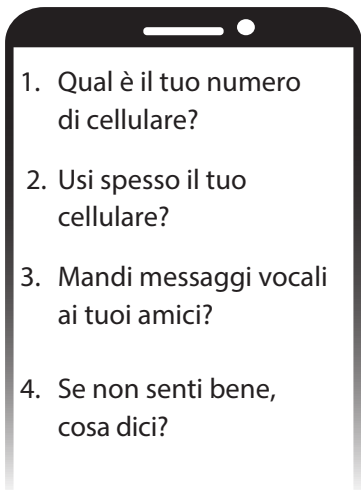 1. Qual è il tuo numero
di cellulare?
2. Usi spesso il tuo
cellulare?
3. Mandi messaggi vocali
ai tuoi amici?
4. Se non senti bene,
cosa dici?